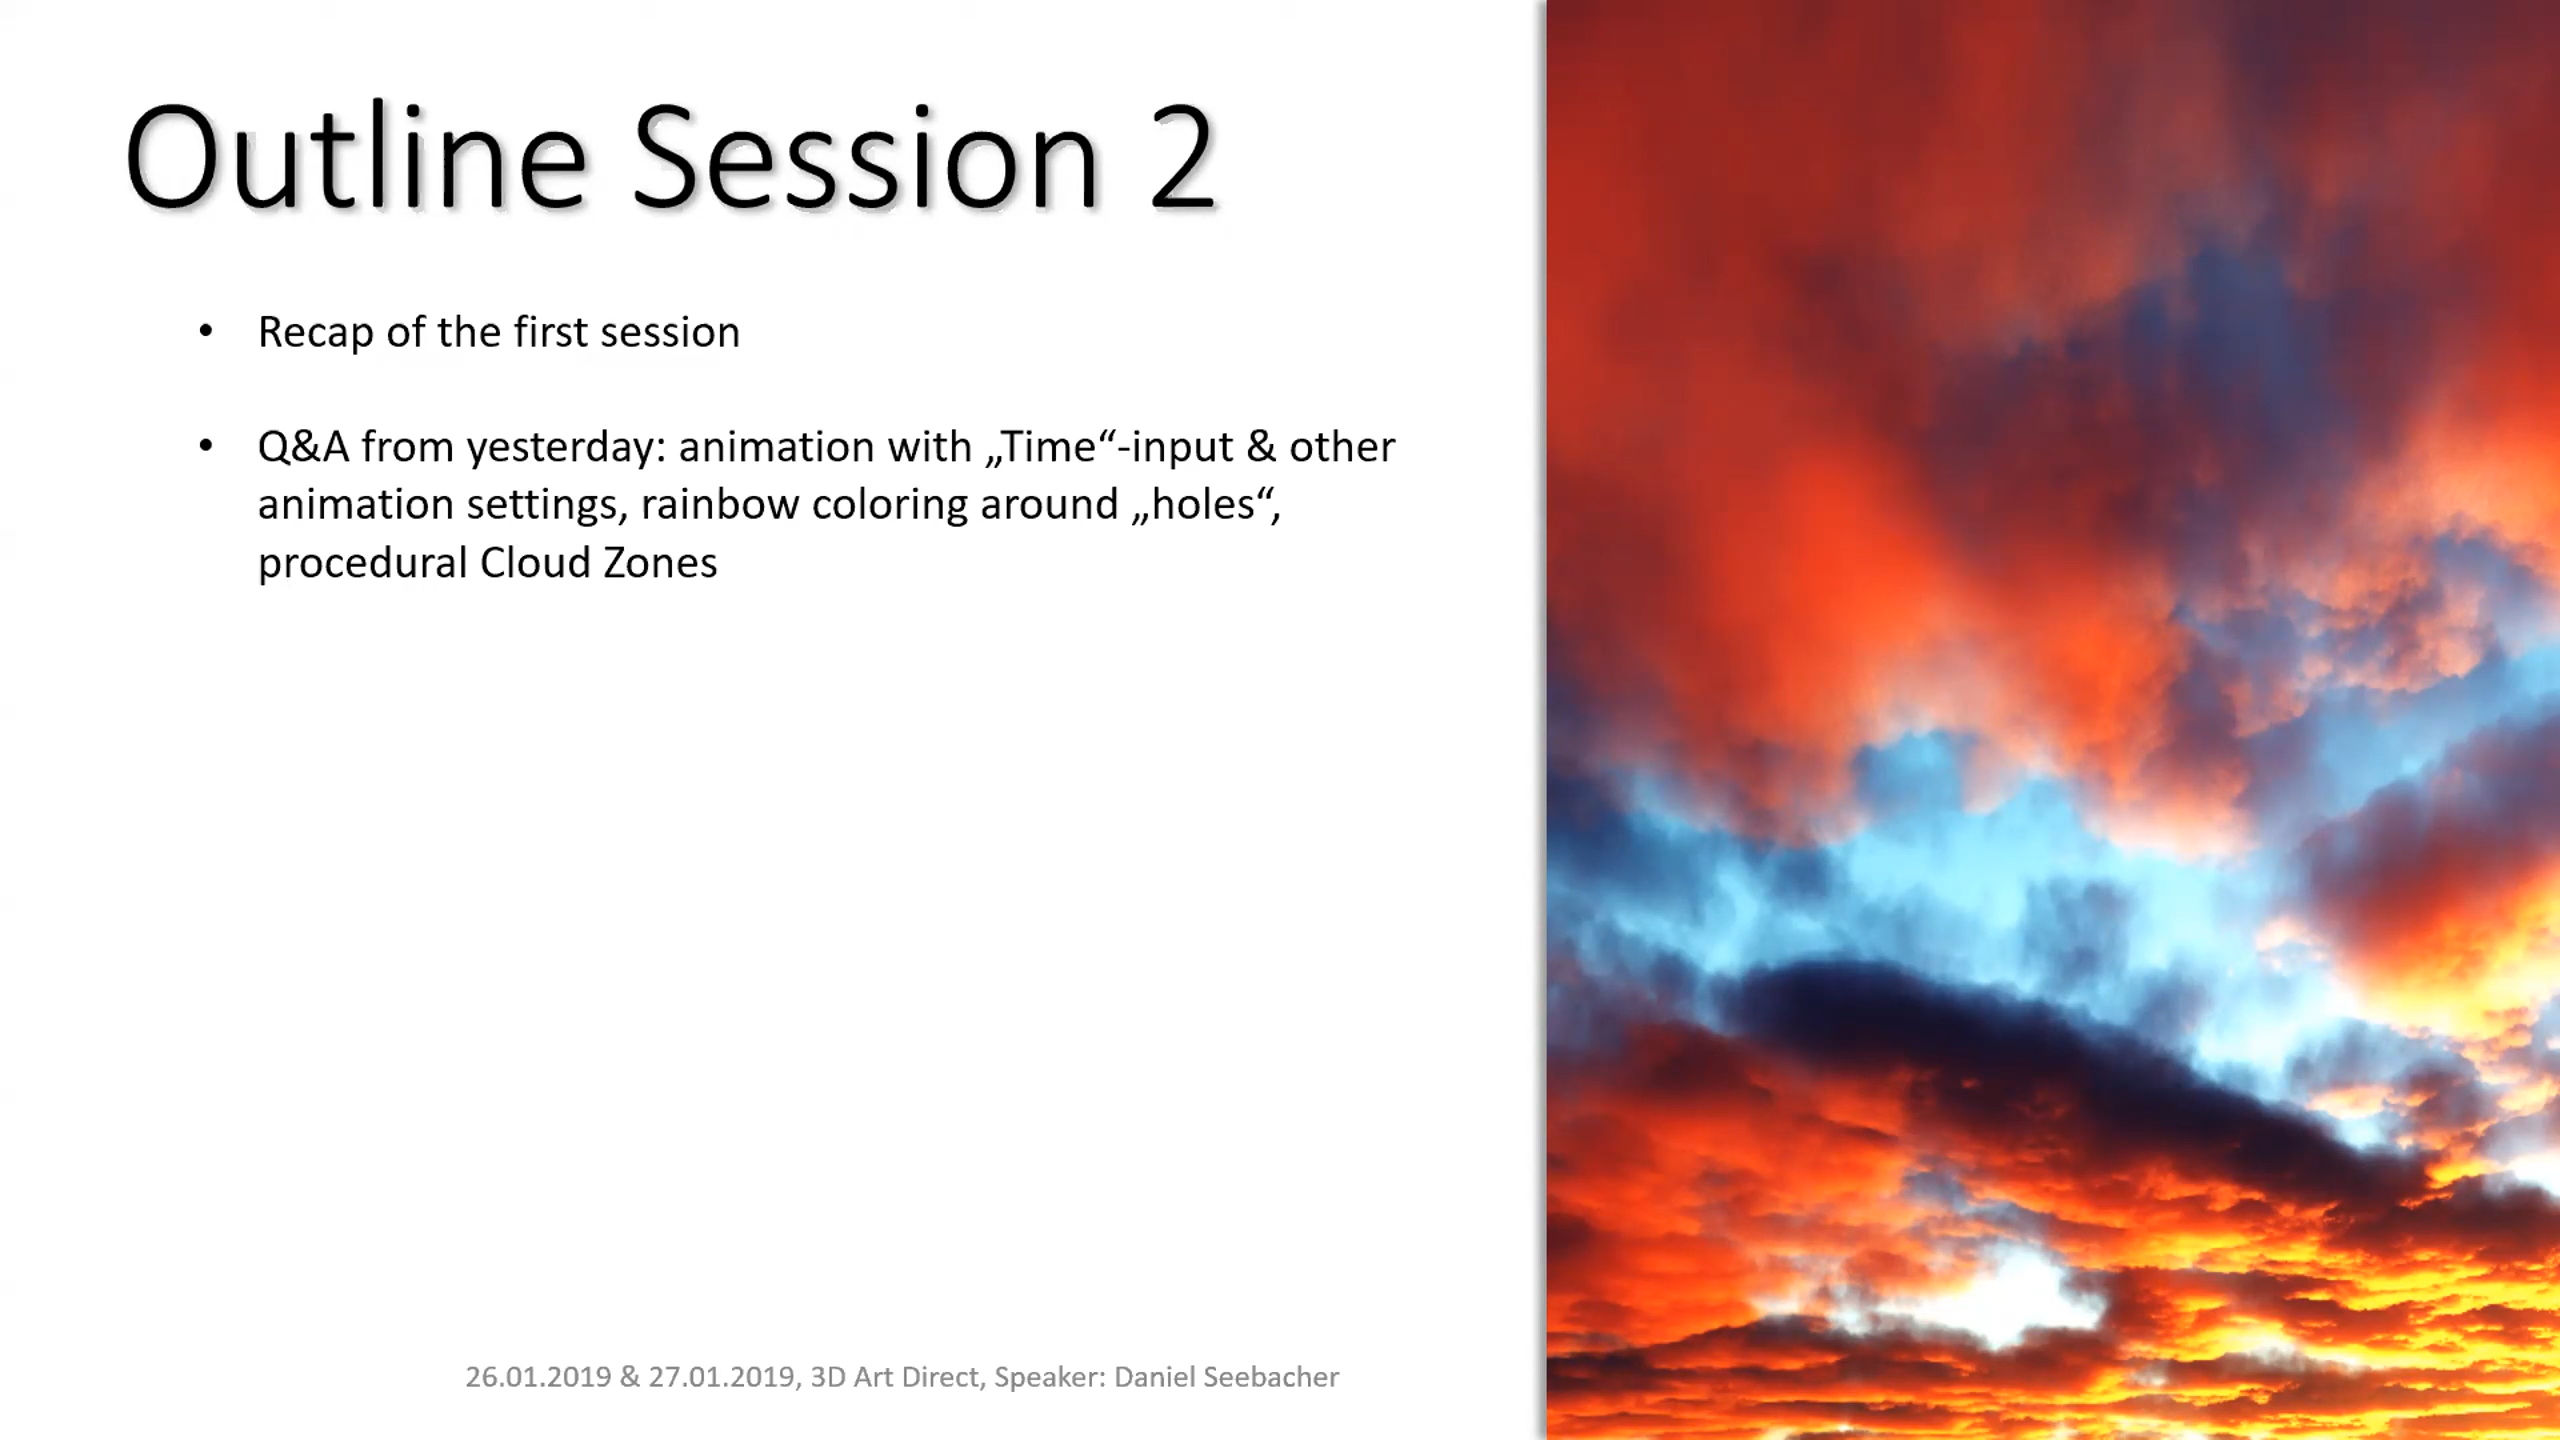 Outline Session 2
• Recap of the first session
• Q&A from yesterday: animation with „Time“-input & other
animation settings, rainbow coloring around „holes“,
procedural Cloud Zones
26.01.2019 & 27.01.2019, 3D Art Direct, Speaker: Daniel Seebacher